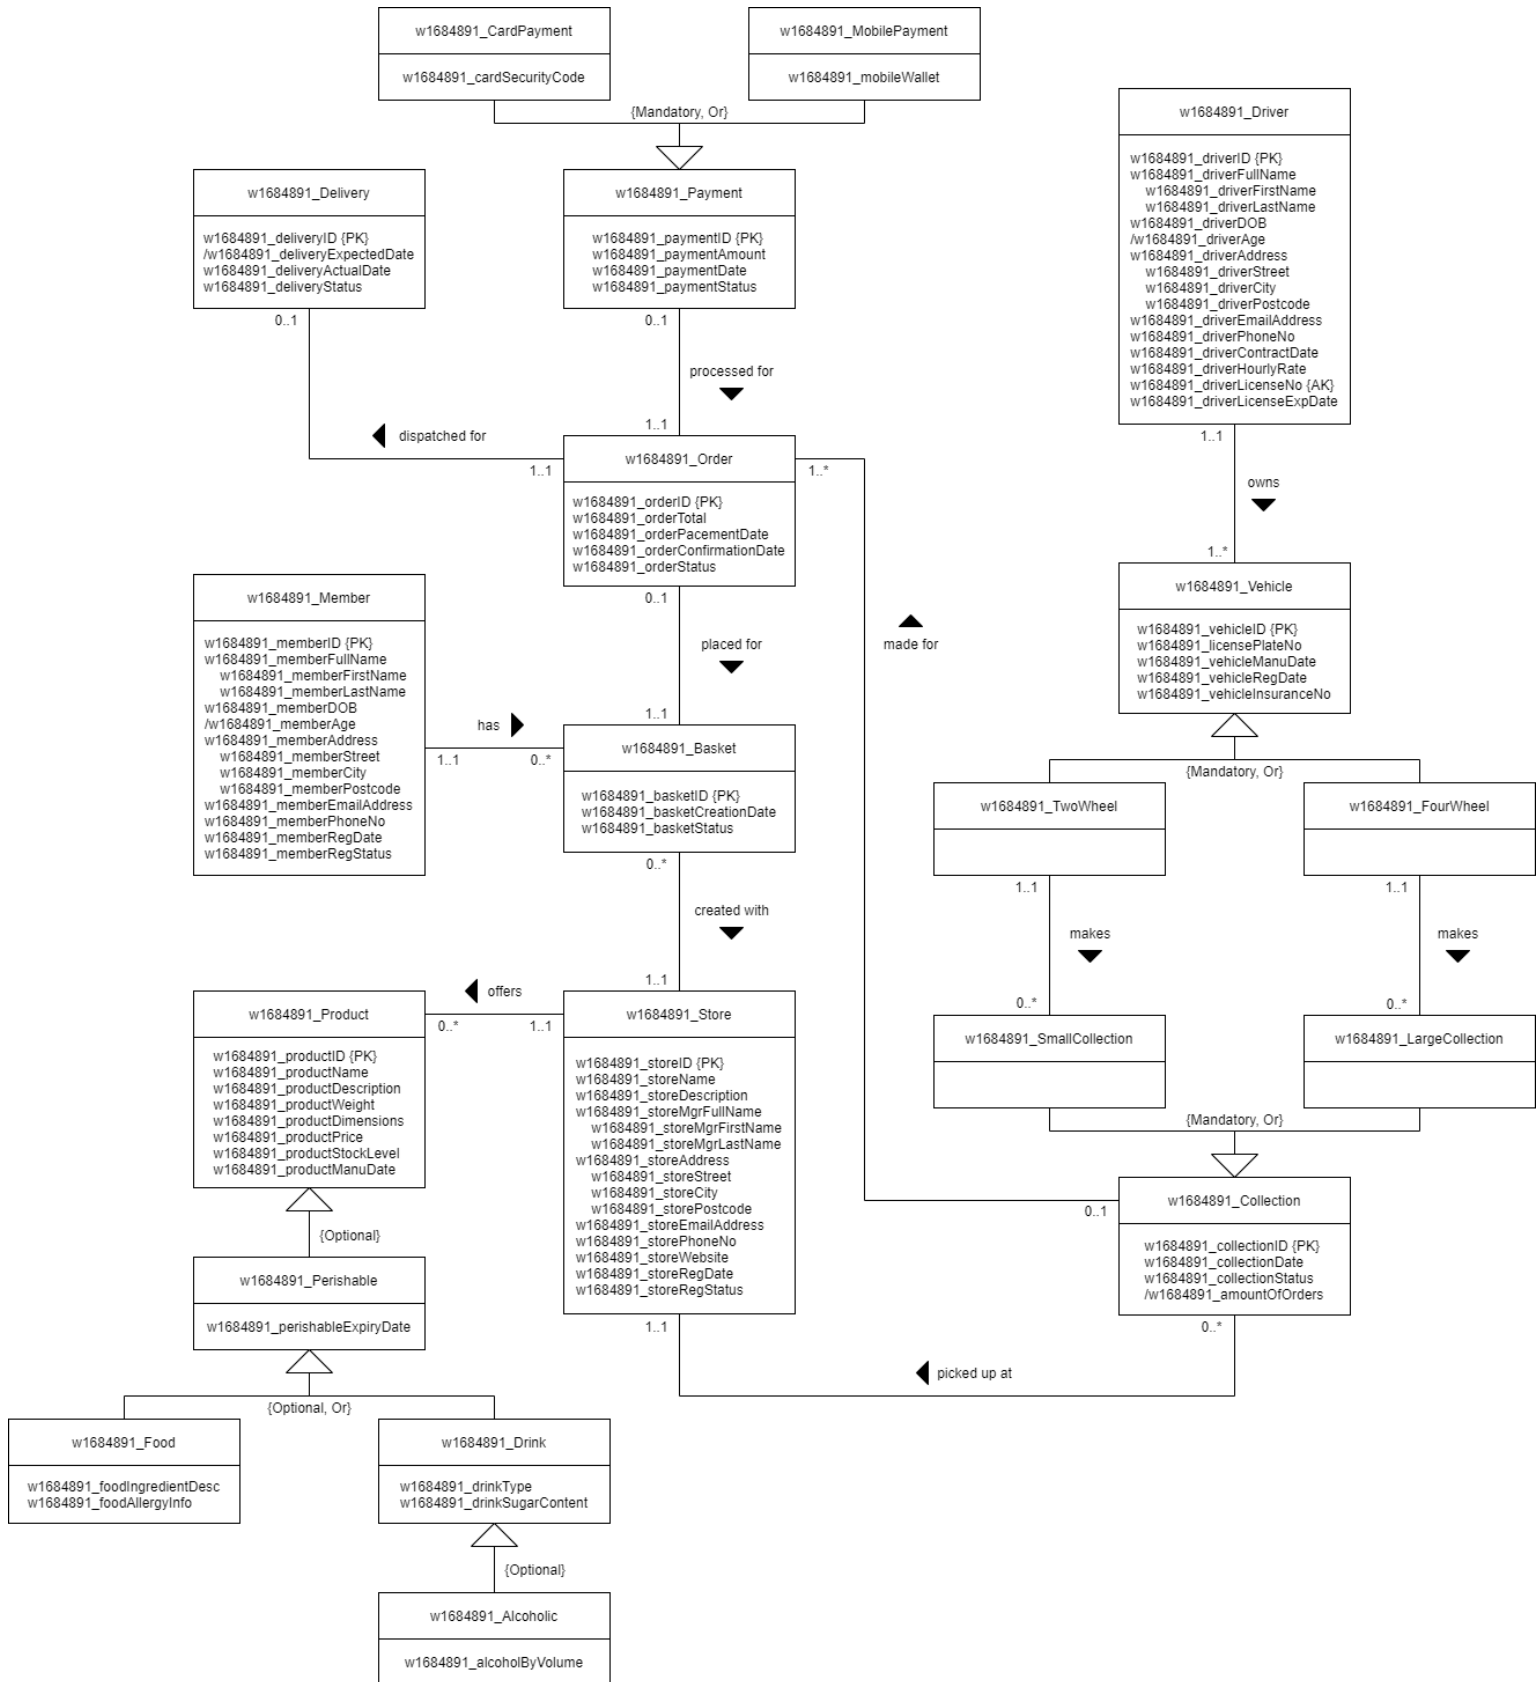 w1684891_CardPayment
w1684891_cardSecurityCode
w1684891_MobilePayment
w1684891_mobileWallet
{Mandatory, Or}
w1684891_Driver
w1684891_driverID {PK}
w1684891_driverFullName
w1684891_driverFirstName
w1684891_driverLastName
w1684891_driverDOB
/w1684891_driverAge
w1684891_driverAddress
w1684891_driverStreet
w1684891_driverCity
w1684891_driverPostcode
w1684891_driverEmailAddress
w1684891_driverPhoneNo
w1684891_driverContractDate
w1684891_driverHourlyRate
w1684891_driverLicenseNo {AK}
w1684891_driverLicenseExpDate
w1684891_Delivery
w1684891_deliveryID {PK}
/w1684891_deliveryExpectedDate
w1684891_deliveryActualDate
w1684891_deliveryStatus
w1684891_Payment
w1684891_paymentID {PK}
w1684891_paymentAmount
w1684891_paymentDate
w1684891_paymentStatus
0..1
0..1
processed for
1..1
dispatched for
1..1
w1684891_Order
w1684891_orderID {PK}
w1684891_orderTotal
w1684891_orderPacementDate
w1684891_orderConfirmationDate
w1684891_orderStatus
1..*
1..1
owns
1..*
0..1
placed for
1..1
made for
w1684891_Vehicle
w1684891_vehicleID {PK}
w1684891_licensePlateNo
w1684891_vehicleManuDate
w1684891_vehicleRegDate
w1684891_vehicleInsuranceNo
{Mandatory, Or}
w1684891_Member
w1684891_memberID {PK}
w1684891_memberFullName
w1684891_memberFirstName
w1684891_memberLastName
w1684891_memberDOB
/w1684891_memberAge
w1684891_memberAddress
w1684891_memberStreet
w1684891_memberCity
w1684891_memberPostcode
w1684891_memberEmailAddress
w1684891_memberPhoneNo
w1684891_memberRegDate
w1684891_memberRegStatus
has
1..1
0..*
w1684891_Basket
w1684891_basketID {PK}
w1684891_basketCreationDate
w1684891_basketStatus
0..*
created with
1..1
w1684891_TwoWheel
w1684891_FourWheel
1..1
1..1
makes
makes
0..*
0..*
w1684891_SmallCollection
w1684891_LargeCollection
{Mandatory, Or}
offers
0..*
1..1
w1684891_Product
w1684891_productID {PK}
w1684891_productName
w1684891_productDescription
w1684891_productWeight
w1684891_productDimensions
w1684891_productPrice
w1684891_productStockLevel
w1684891_productManuDate
w1684891_Store
w1684891_storeID {PK}
w1684891_storeName
w1684891_storeDescription
w1684891_storeMgrFullName
w1684891_storeMgrFirstName
w1684891_storeMgrLastName
w1684891_storeAddress
w1684891_storeStreet
w1684891_storeCity
w1684891_storePostcode
w1684891_storeEmailAddress
w1684891_storePhoneNo
w1684891_storeWebsite
w1684891_storeRegDate
w1684891_storeRegStatus
0..1
w1684891_Collection
w1684891_collectionID {PK}
w1684891_collectionDate
w1684891_collectionStatus
/w1684891_amountOfOrders
1..1
0..*
picked up at
{Optional}
w1684891_Perishable
w1684891_perishableExpiryDate
{Optional, Or}
w1684891_Food
w1684891_foodIngredientDesc
w1684891_foodAllergyInfo
w1684891_Drink
w1684891_drinkType
w1684891_drinkSugarContent
{Optional}
w1684891_Alcoholic
w1684891_alcoholByVolume